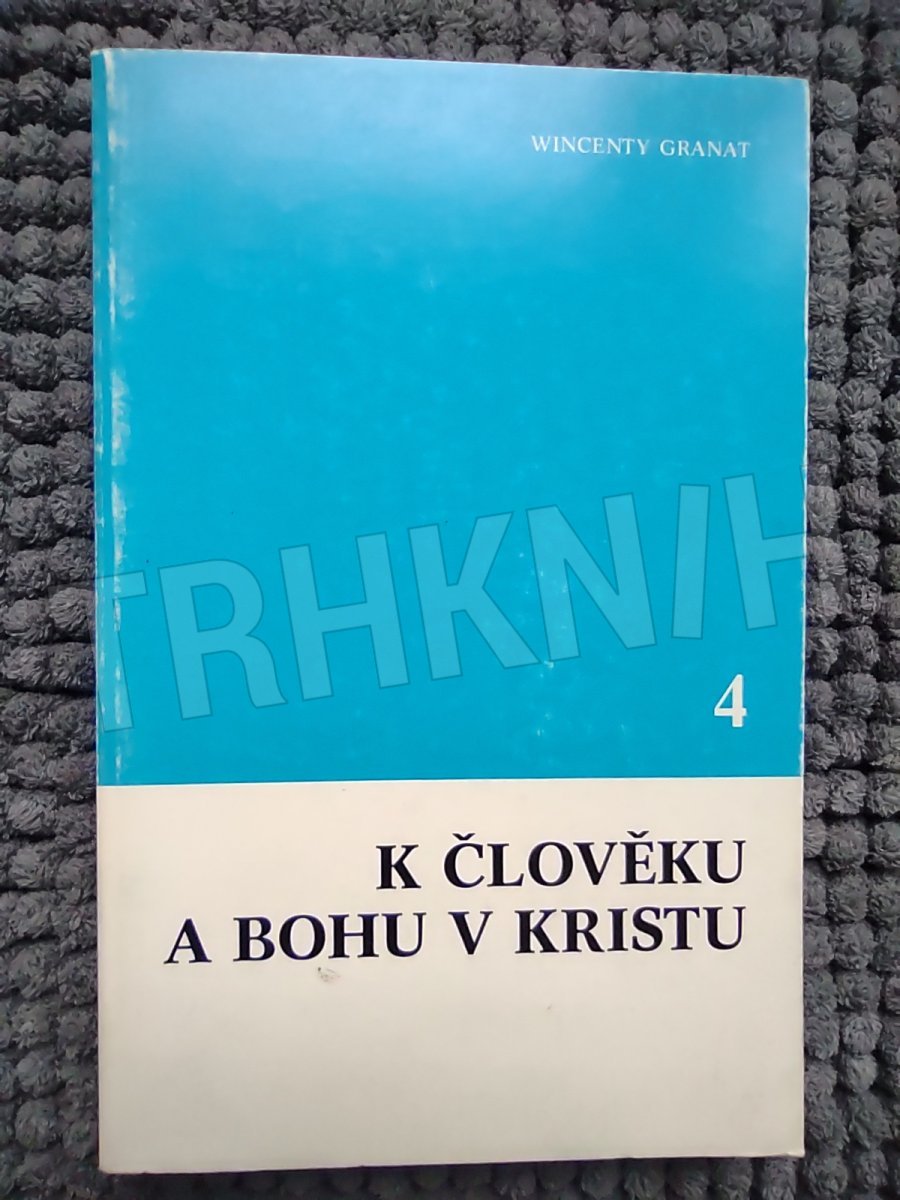 WINCENTY GRANAT
TRHKNIH
4
K ČLOVĚKU
A BOHU V KRISTU